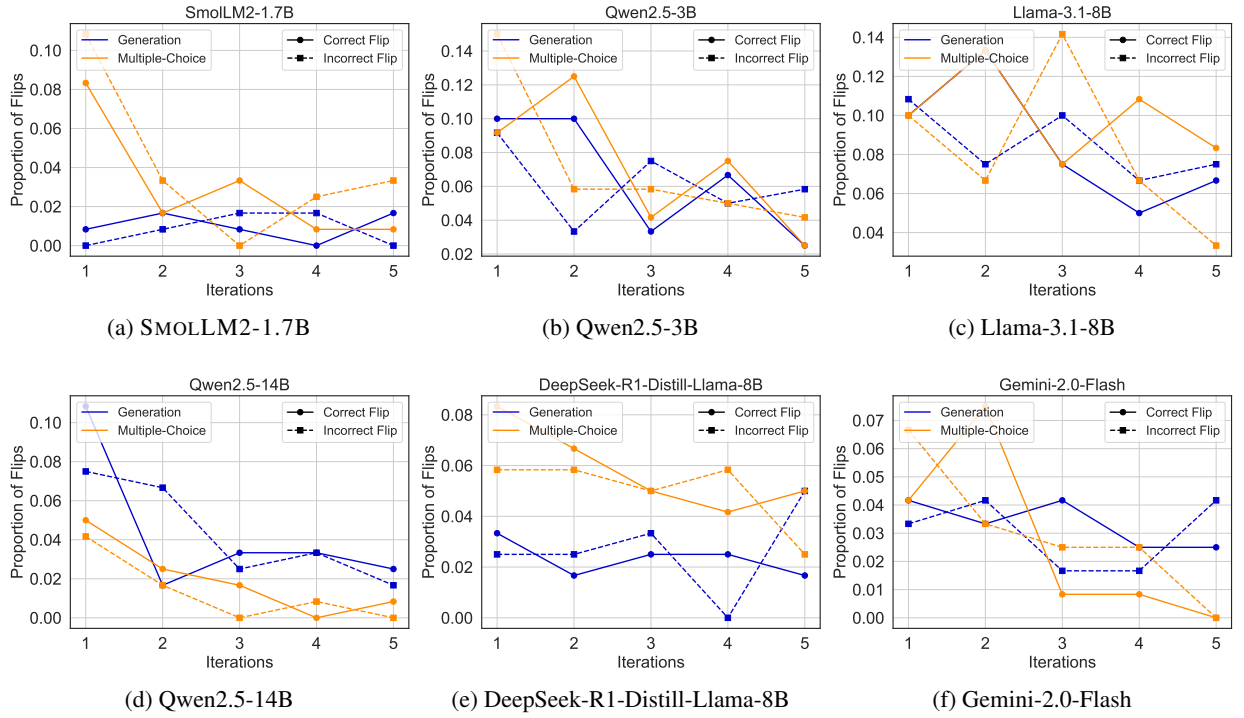 SmolLM2-1.7B
Generation
Multiple-Choice
Correct Flip
Incorrect Flip
Proportion of Flips
0.10
0.08
0.06
0.04
0.02
0.00
1 2 3 4 5
Iterations
(a) SMOLLM2-1.7B
Qwen2.5-3B
Generation
Multiple-Choice
Correct Flip
Incorrect Flip
Proportion of Flips
0.14
0.12
0.10
0.08
0.06
0.04
0.02
1 2 3 4 5
Iterations
(b) Qwen2.5-3B
Llama-3.1-8B
Generation
Multiple-Choice
Correct Flip
Incorrect Flip
Proportion of Flips
0.14
0.12
0.10
0.08
0.06
0.04
1 2 3 4 5
Iterations
(c) Llama-3.1-8B
Qwen2.5-14B
Generation
Multiple-Choice
Correct Flip
Incorrect Flip
Proportion of Flips
0.10
0.08
0.06
0.04
0.02
0.00
1 2 3 4 5
Iterations
(d) Qwen2.5-14B
DeepSeek-R1-Distill-Llama-8B
Generation
Multiple-Choice
Correct Flip
Incorrect Flip
Proportion of Flips
0.08
0.06
0.04
0.02
0.00
1 2 3 4 5
Iterations
(e) DeepSeek-R1-Distill-Llama-8B
Gemini-2.0-Flash
Generation
Multiple-Choice
Correct Flip
Incorrect Flip
Proportion of Flips
0.07
0.06
0.05
0.04
0.03
0.02
0.01
0.00
1 2 3 4 5
Iterations
(f) Gemini-2.0-Flash